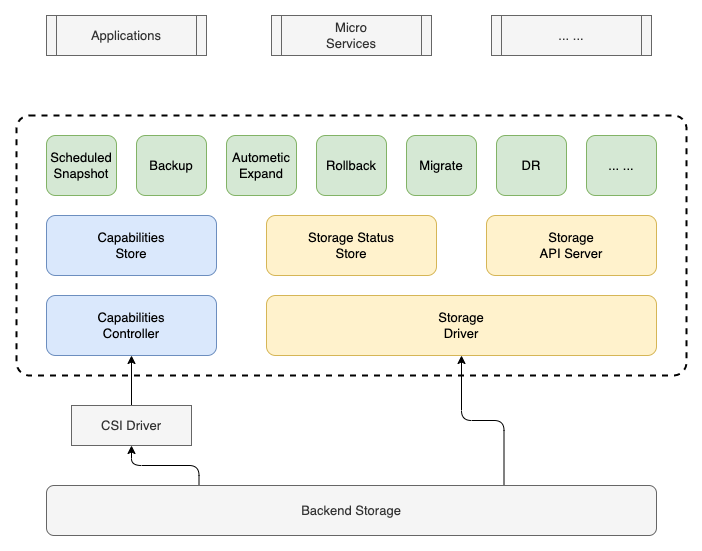 Applications
Micro
Services
... ...
Scheduled
Snapshot
Backup
Autometic
Expand
Rollback
Migrate
DR
... ...
Capabilities
Store
Storage Status
Store
Storage
API Server
Capabilities
Controller
Storage
Driver
CSI Driver
Backend Storage